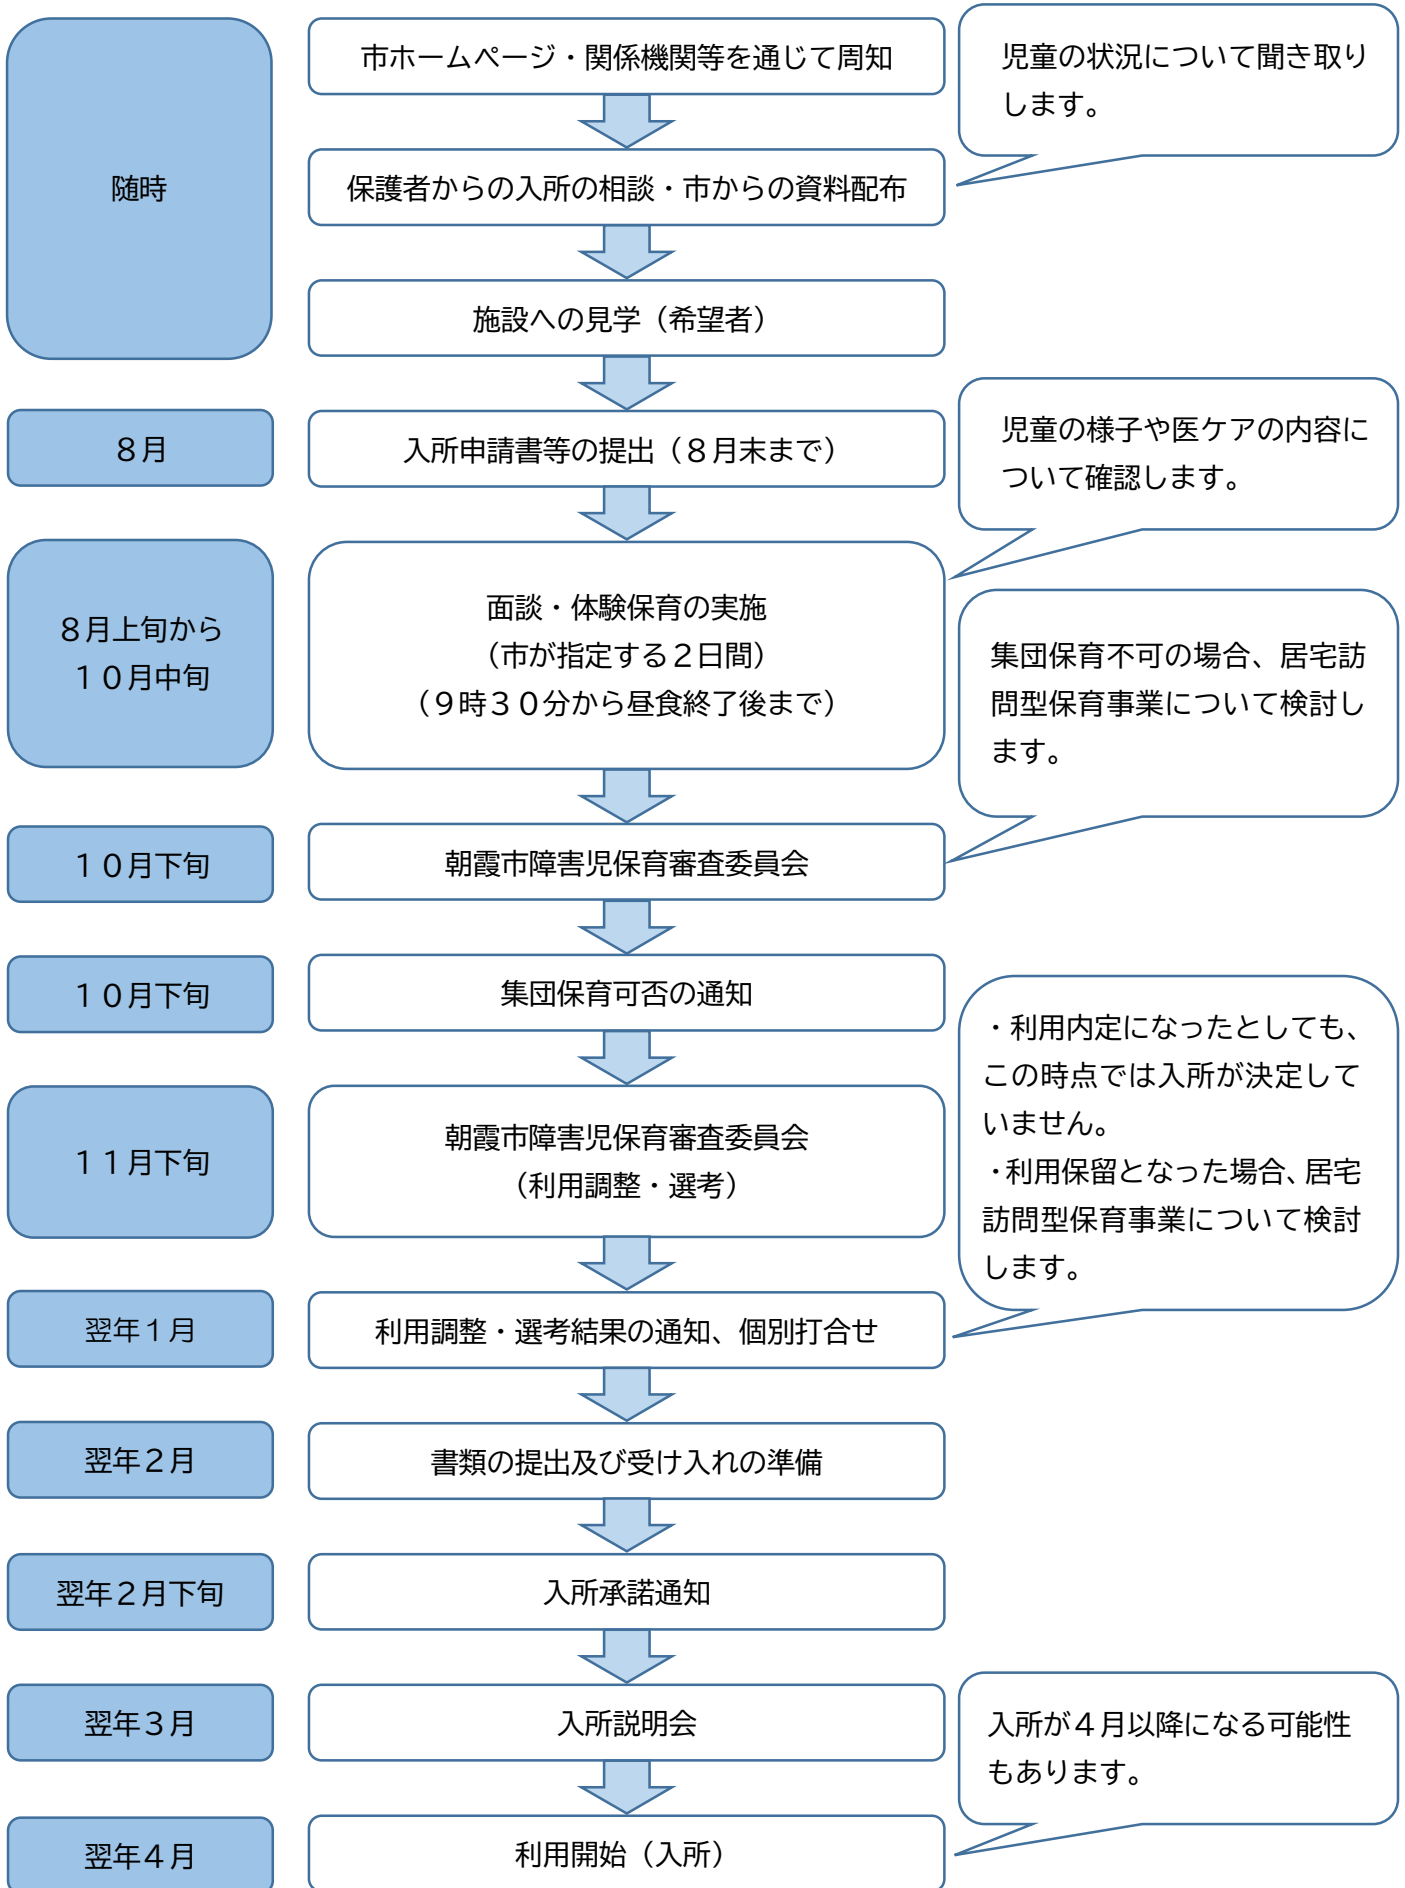 随時
市ホームページ・関係機関等を通じて周知
児童の状況について聞き取り
します。
保護者からの入所の相談・市からの資料配布
施設への見学（希望者）
８月
入所申請書等の提出（８月末まで）
児童の様子や医ケアの内容に
ついて確認します。
８月上旬から
１０月中旬
面談・体験保育の実施
（市が指定する２日間）
（９時３０分から昼食終了後まで）
集団保育不可の場合、居宅訪
問型保育事業について検討し
ます。
１０月下旬
朝霞市障害児保育審査委員会
１０月下旬
集団保育可否の通知
・利用内定になったとしても、
この時点では入所が決定して
いません。
・利用保留となった場合、居宅
訪問型保育事業について検討
します。
１１月下旬
朝霞市障害児保育審査委員会
（利用調整・選考）
翌年１月
利用調整・選考結果の通知、個別打合せ
翌年２月
書類の提出及び受け入れの準備
翌年２月下旬
入所承諾通知
翌年３月
入所説明会
入所が４月以降になる可能性
もあります。
翌年４月
利用開始（入所）